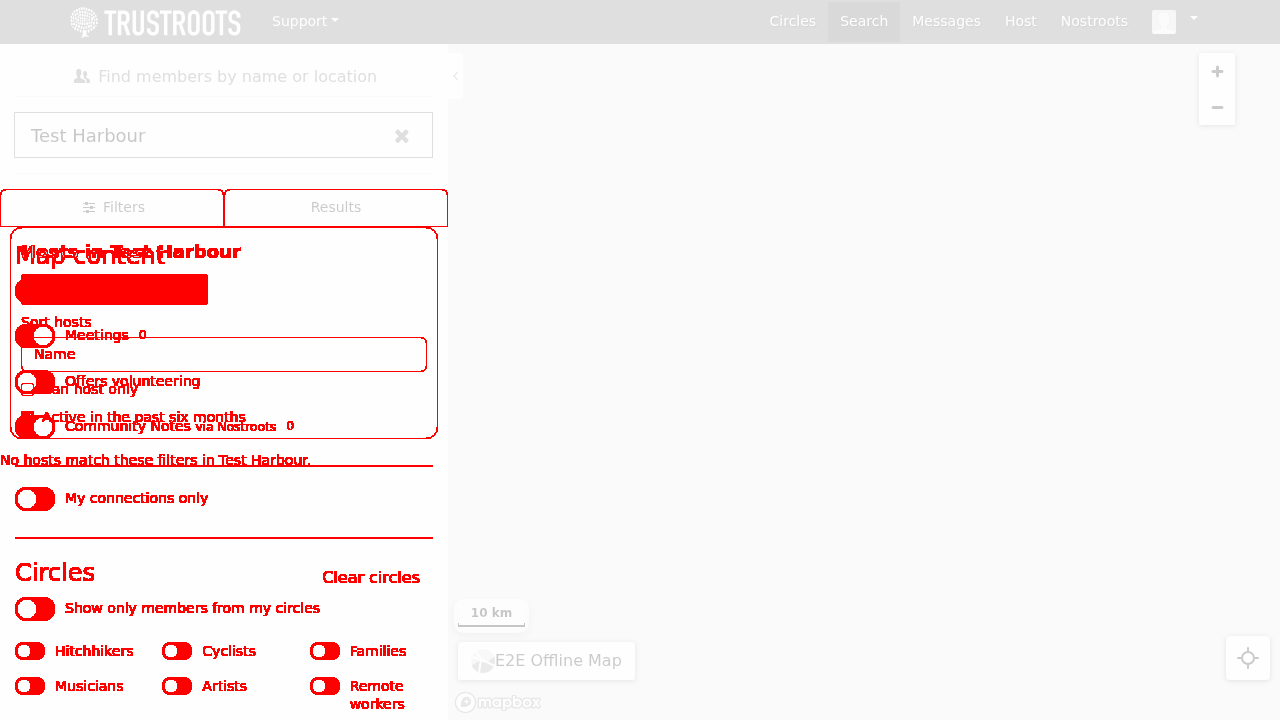 TRUSTROOTS
Support
Circles
Search
Messages
Host
Nostroots
Find members by name or location
Test Harbour
Filters
Results
Hosts in Test Harbour
Map content
Sort hosts
Meetings 0
Name
Offers volunteering
Can host only
Active in the past six months
Community Notes via Nostroots 0
No hosts match these filters in Test Harbour.
My connections only
Circles
Clear circles
Show only members from my circles
Hitchhikers
Cyclists
Families
Musicians
Artists
Remote
workers
10 km
E2E Offline Map
mapbox